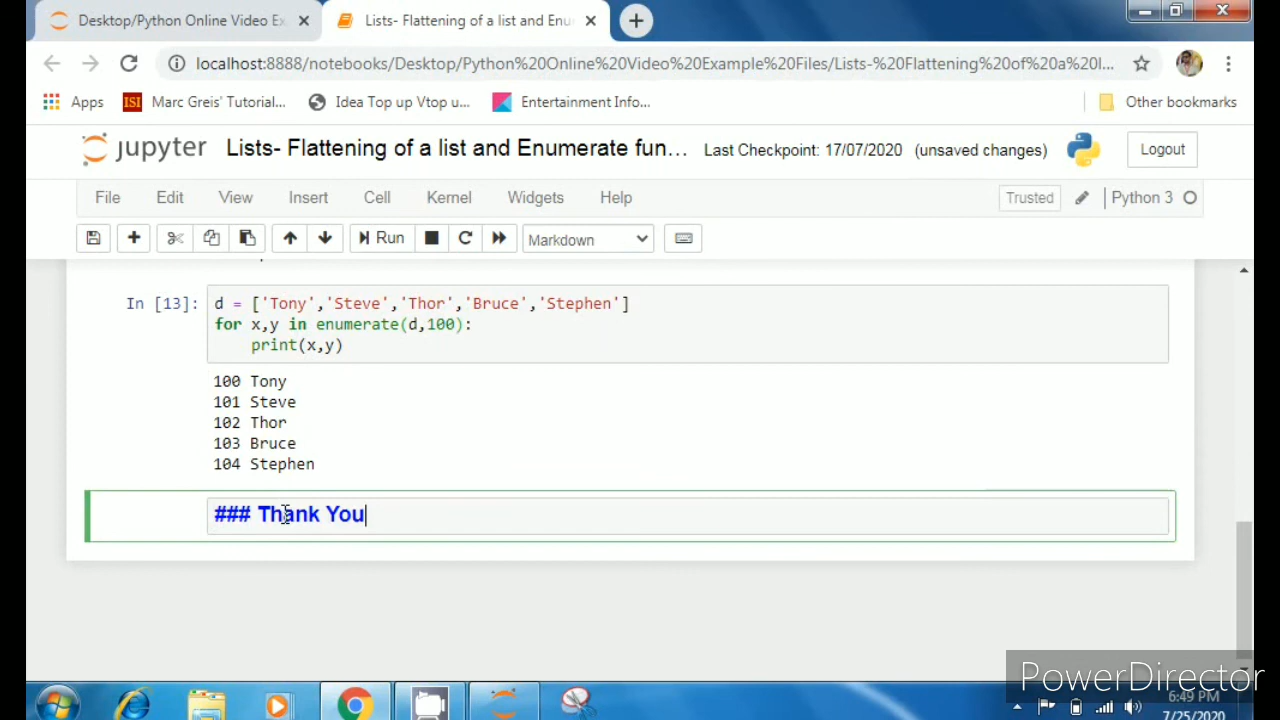 Desktop/Python Online Video Ex
Lists- Flattening of a list and Enu
localhost:8888/notebooks/Desktop/Python%20Online%20Video%20Example%20Files/Lists-%20Flattening%20of%20a%20l...
Apps
ISI
Marc Greis' Tutorial...
Idea Top up Vtop u...
Entertainment Info...
Other bookmarks
jupyter
Lists- Flattening of a list and Enumerate fun...
Last Checkpoint: 17/07/2020 (unsaved changes)
Logout
File Edit View Insert Cell Kernel Widgets Help
Trusted
Python 3
Run
Markdown
In [13]:
d = ['Tony','Steve','Thor','Bruce','Stephen']
for x,y in enumerate(d,100):
    print(x,y)
100 Tony
101 Steve
102 Thor
103 Bruce
104 Stephen
### Thank You
PowerDirector
6:49 PM
7/25/2020